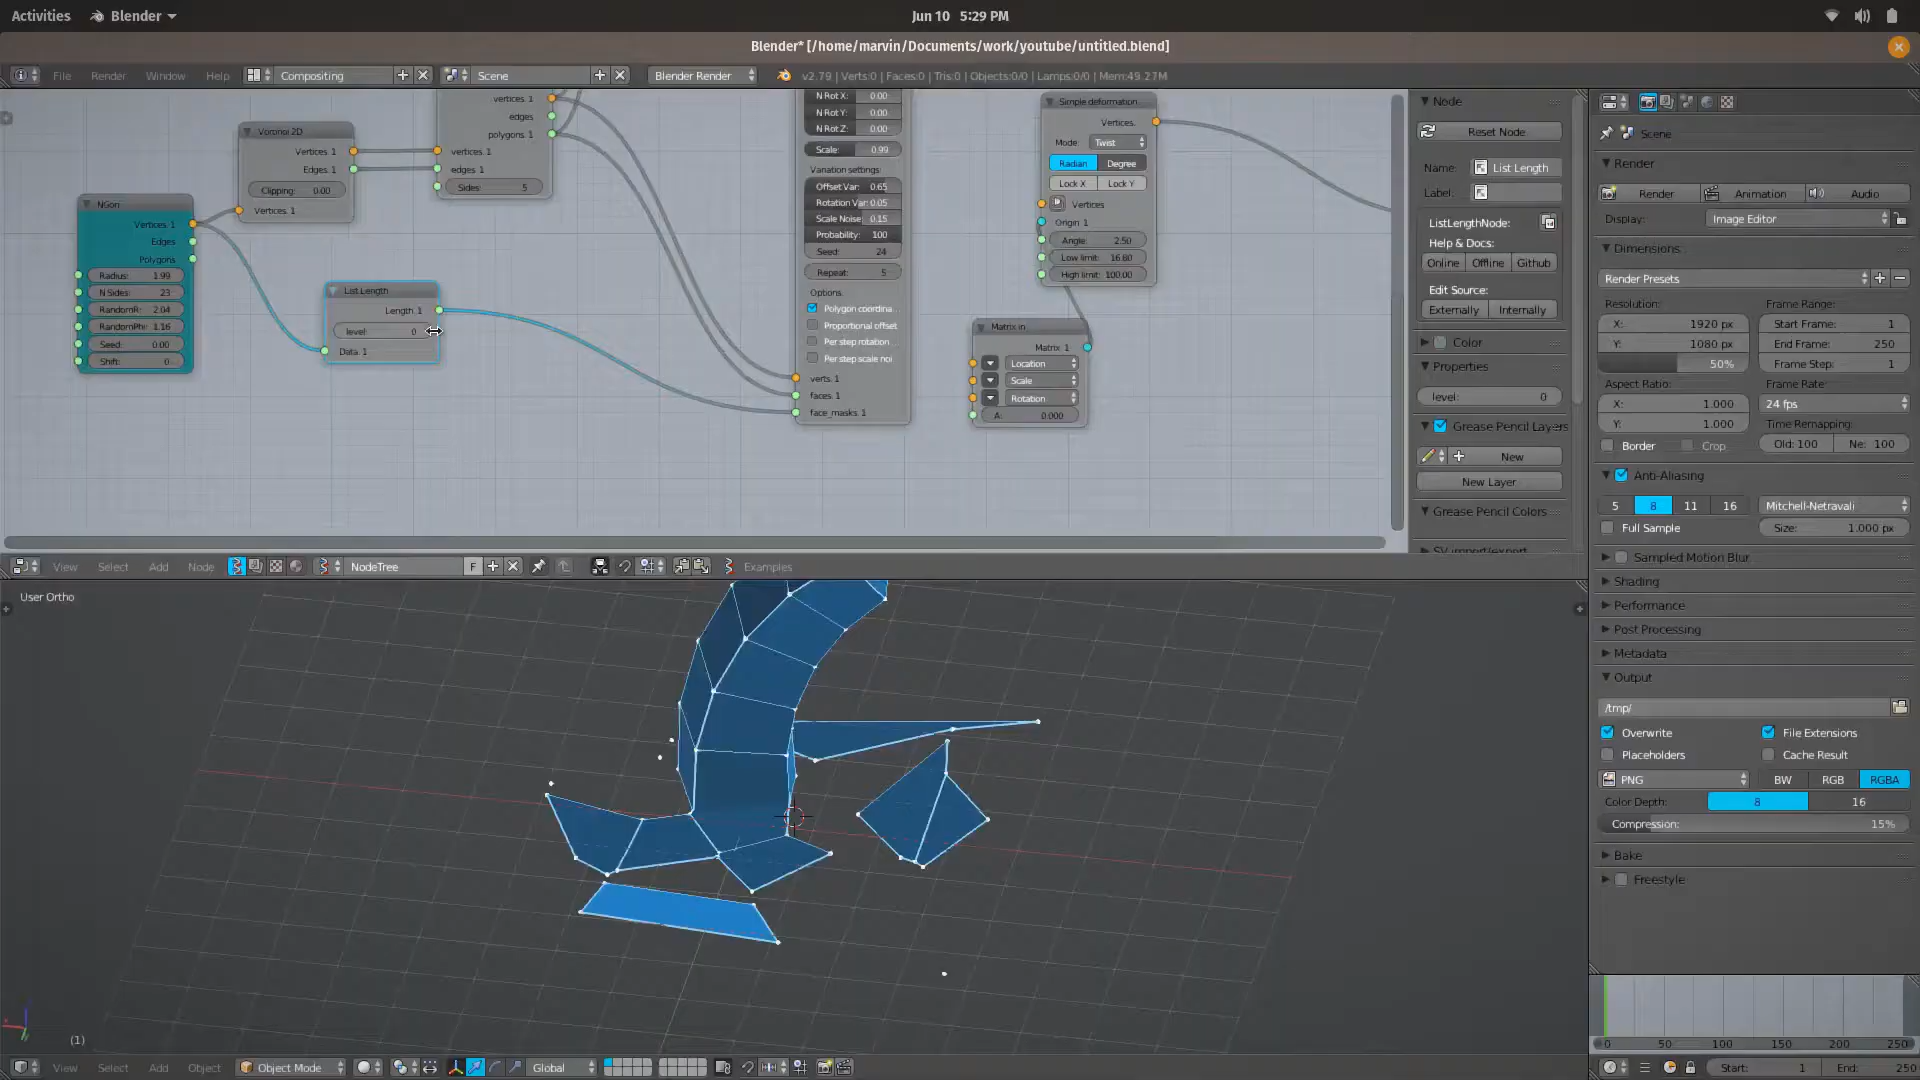 Activities Blender Jun 10 5:29 PM
Blender* [/home/marvin/Documents/work/youtube/untitled.blend]
File Render Window Help Compositing Scene Blender Render v2.79 | Verts:0 | Faces:0 | Tris:0 | Objects:0/0 | Lamps:0/0 | Mem:49.27M
vertices. 1
edges
polygons. 1
vertices. 1
edges. 1
Sides: 5
Voronoi 2D
Vertices. 1
Edges. 1
Clipping: 0.00
Vertices. 1
NGon
Vertices. 1
Edges
Polygons
Radius: 1.99
N Sides: 23
RandomR: 2.04
RandomPhi: 1.16
Seed: 0.00
Shift: 0
List Length
Length. 1
level: 0
Data. 1
N Rot X: 0.00
N Rot Y: 0.00
N Rot Z: 0.00
Scale: 0.99
Variation settings:
Offset Var: 0.65
Rotation Var: 0.05
Scale Noise: 0.15
Probability: 100
Seed: 24
Repeat: 5
Options:
Polygon coordina...
Proportional offset
Per step rotation ...
Per step scale noi
verts. 1
faces. 1
face_masks. 1
Simple deformation
Vertices.
Mode: Twist
Radian Degree
Lock X Lock Y
Vertices
Origin 1
Angle: 2.50
Low limit: 16.80
High limit: 100.00
Matrix in
Matrix. 1
Location
Scale
Rotation
A: 0.000
Node
Reset Node
Name: List Length
Label:
ListLengthNode:
Help & Docs:
Online Offline Github
Edit Source:
Externally Internally
Color
Properties
level: 0
Grease Pencil Layers
New
New Layer
Grease Pencil Colors
SV import/export
View Select Add Node NodeTree F Examples
User Ortho
(1)
View Select Add Object Object Mode Global
Scene
Render
Render Animation Audio
Display: Image Editor
Dimensions
Render Presets
Resolution: Frame Range:
X: 1920 px Start Frame: 1
Y: 1080 px End Frame: 250
50% Frame Step: 1
Aspect Ratio: Frame Rate:
X: 1.000 24 fps
Y: 1.000 Time Remapping:
Border Crop Old: 100 Ne: 100
Anti-Aliasing
5 8 11 16 Mitchell-Netravali
Full Sample Size: 1.000 px
Sampled Motion Blur
Shading
Performance
Post Processing
Metadata
Output
/tmp/
Overwrite File Extensions
Placeholders Cache Result
PNG BW RGB RGBA
Color Depth: 8 16
Compression: 15%
Bake
Freestyle
0 50 100 150 200 250
Start: 1 End: 250